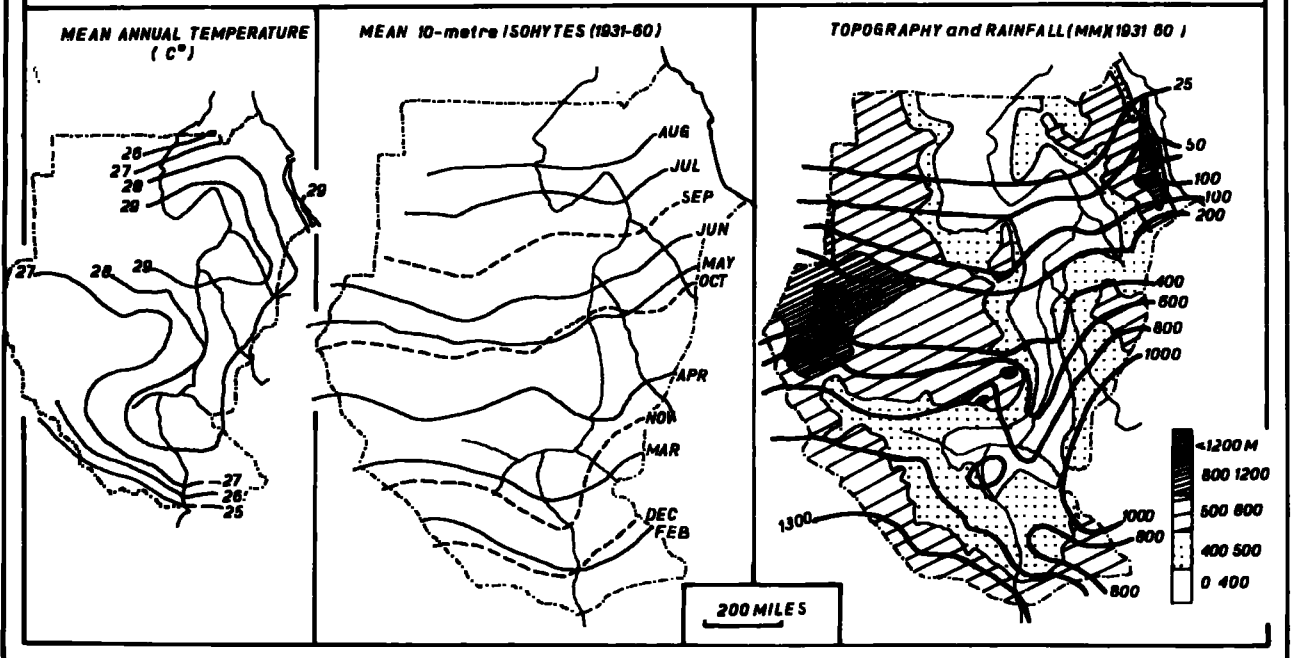 MEAN ANNUAL TEMPERATURE
( C° )
26
27
28
29
29
27
28
29
27
26
25
MEAN 10-metre ISOHYTES (1931-60)
AUG
JUL
SEP
JUN
MAY
OCT
APR
NOV
MAR
DEC
FEB
200 MILES
TOPOGRAPHY and RAINFALL (MM)(1931 60 )
25
50
100
100
200
400
600
800
1000
1300
1000
800
800
<1200 M
800 1200
500 800
400 500
0 400